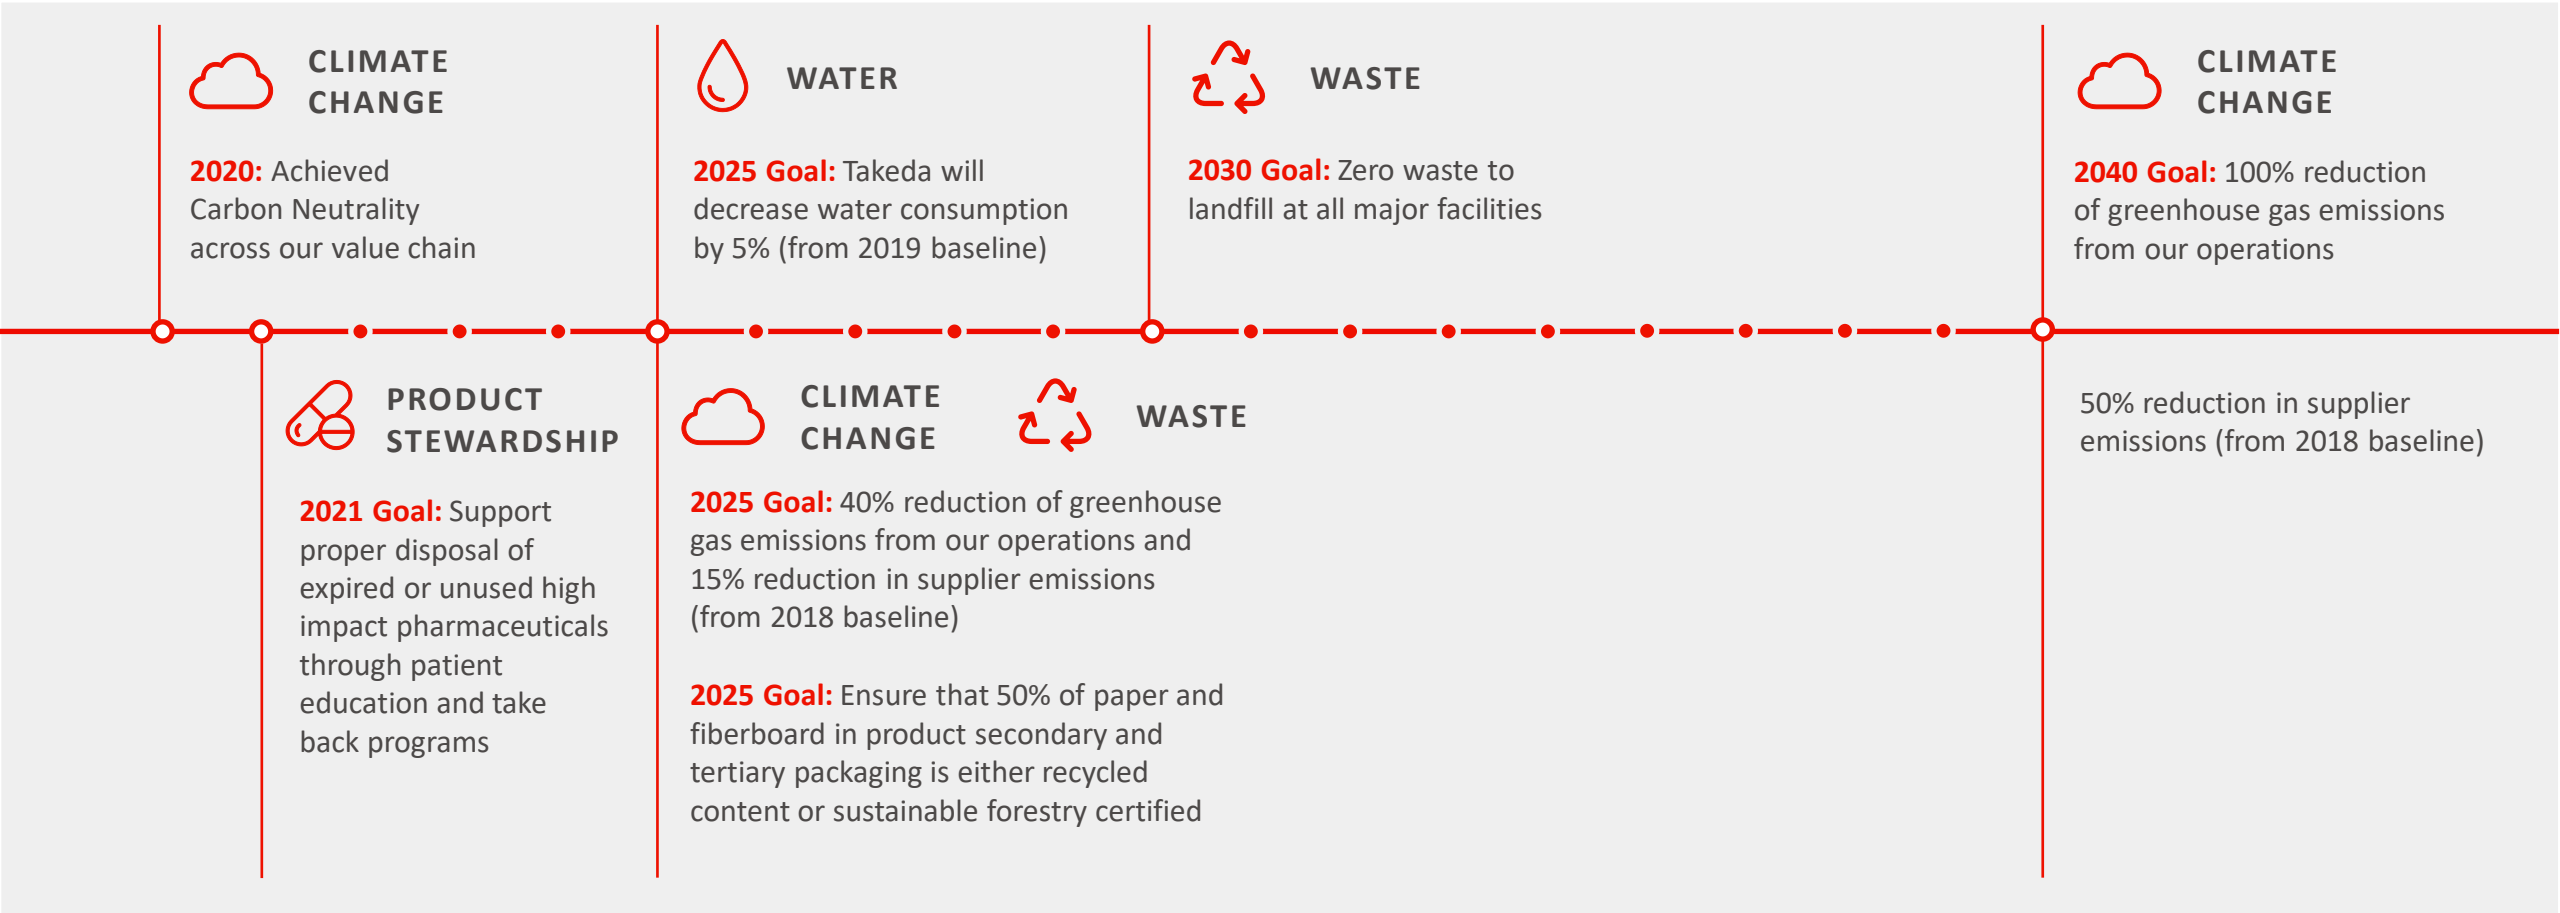 CLIMATE
CHANGE
2020: Achieved
Carbon Neutrality
across our value chain
WATER
2025 Goal: Takeda will
decrease water consumption
by 5% (from 2019 baseline)
WASTE
2030 Goal: Zero waste to
landfill at all major facilities
CLIMATE
CHANGE
2040 Goal: 100% reduction
of greenhouse gas emissions
from our operations
PRODUCT
STEWARDSHIP
2021 Goal: Support
proper disposal of
expired or unused high
impact pharmaceuticals
through patient
education and take
back programs
CLIMATE
CHANGE
WASTE
2025 Goal: 40% reduction of greenhouse
gas emissions from our operations and
15% reduction in supplier emissions
(from 2018 baseline)
2025 Goal: Ensure that 50% of paper and
fiberboard in product secondary and
tertiary packaging is either recycled
content or sustainable forestry certified
50% reduction in supplier
emissions (from 2018 baseline)